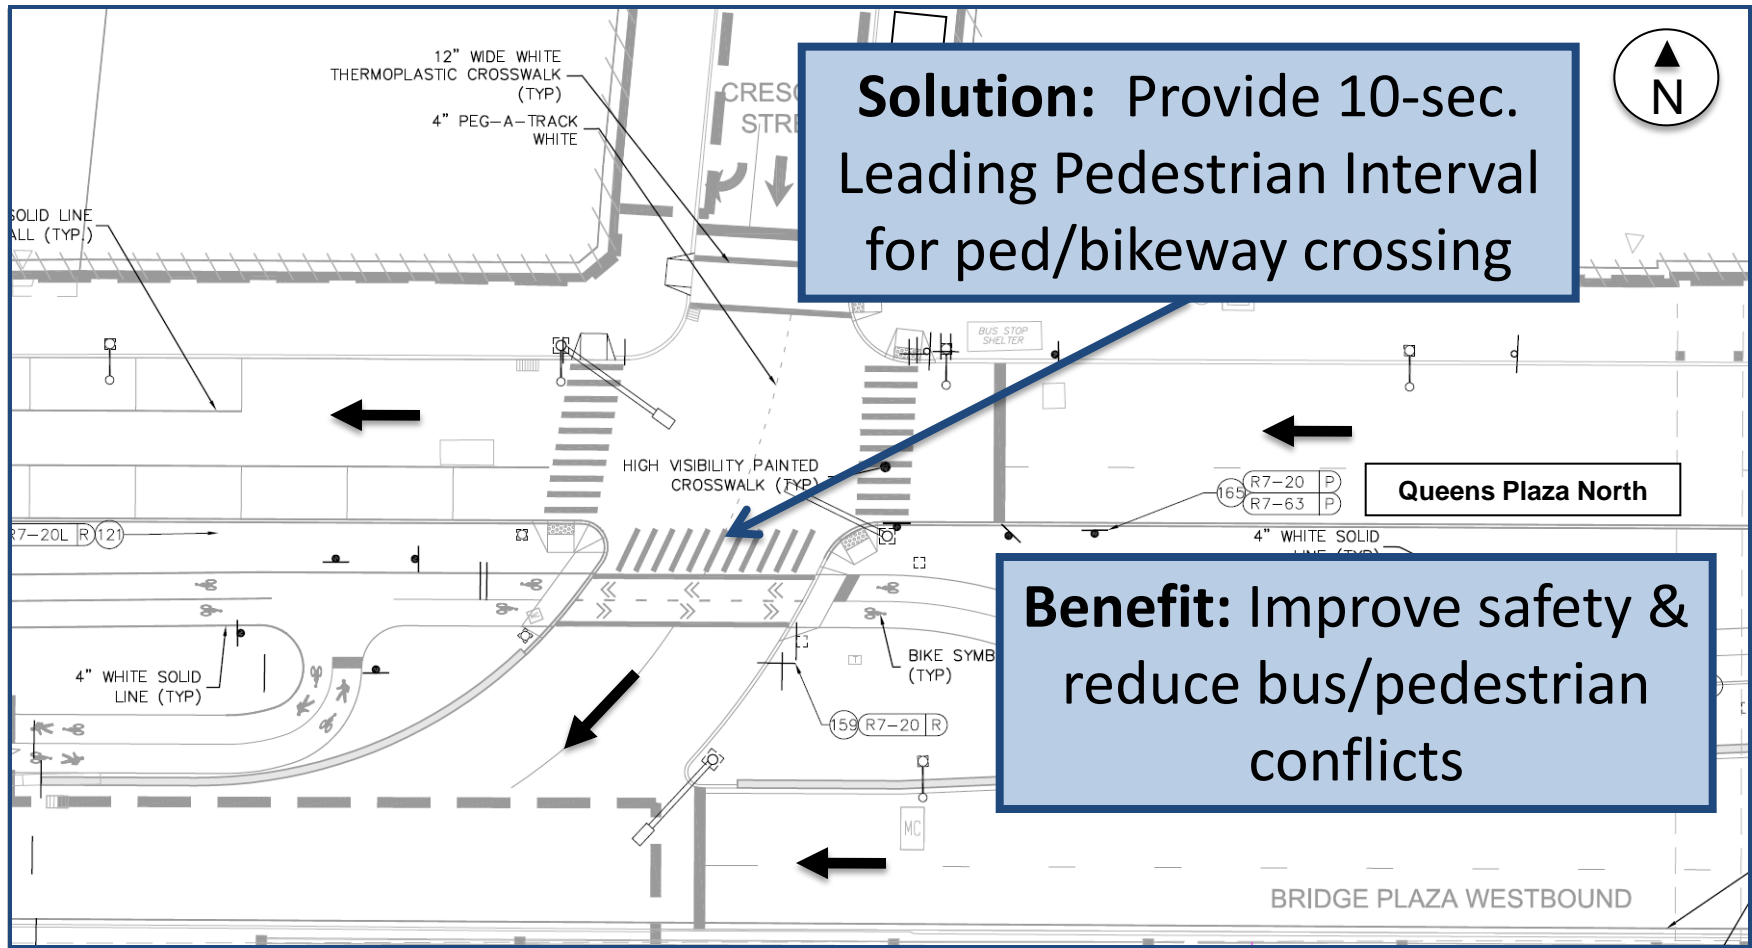 12" WIDE WHITE
THERMOPLASTIC CROSSWALK
(TYP)
4" PEG-A-TRACK
WHITE
Solution: Provide 10-sec.
Leading Pedestrian Interval
for ped/bikeway crossing
N
SOLID LINE
(TYP.)
BUS STOP
SHELTER
HIGH VISIBILITY PAINTED
CROSSWALK (TYP)
165 R7-20 P
R7-63 P
Queens Plaza North
R7-20L R 121
4" WHITE SOLID
LINE (TYP)
Benefit: Improve safety &
reduce bus/pedestrian
conflicts
4" WHITE SOLID
LINE (TYP)
BIKE SYMB
(TYP)
159 R7-20 R
MC
BRIDGE PLAZA WESTBOUND